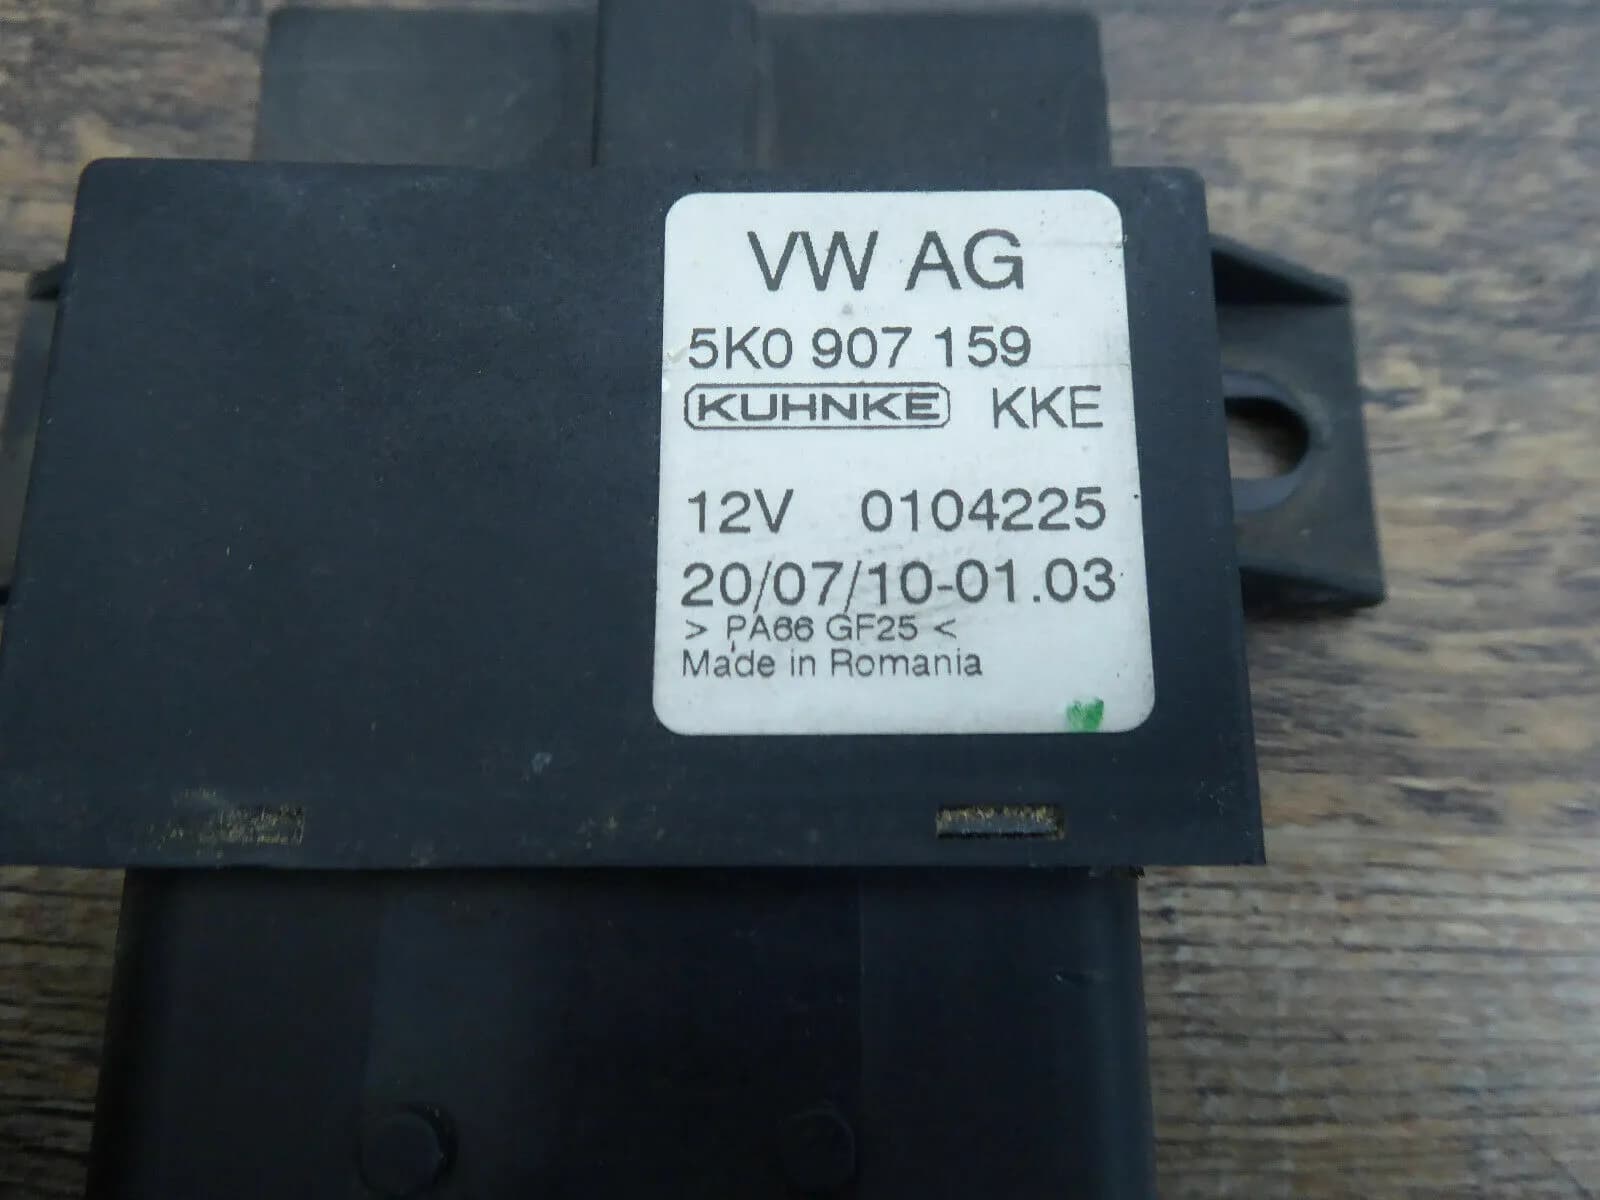 VW AG
5K0 907 159
KUHNKE KKE
12V 0104225
20/07/10-01.03
> PA66 GF25 <
Made in Romania